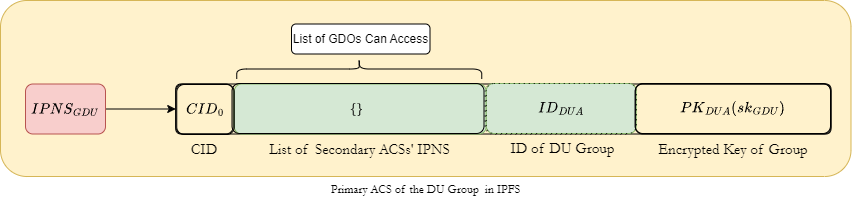 List of GDOs Can Access
IPNS_GDU
CID_0
{}
ID_DUA
PK_DUA(sk_GDU)
CID
List of Secondary ACSs' IPNS
ID of DU Group
Encrypted Key of Group
Primary ACS of the DU Group in IPFS